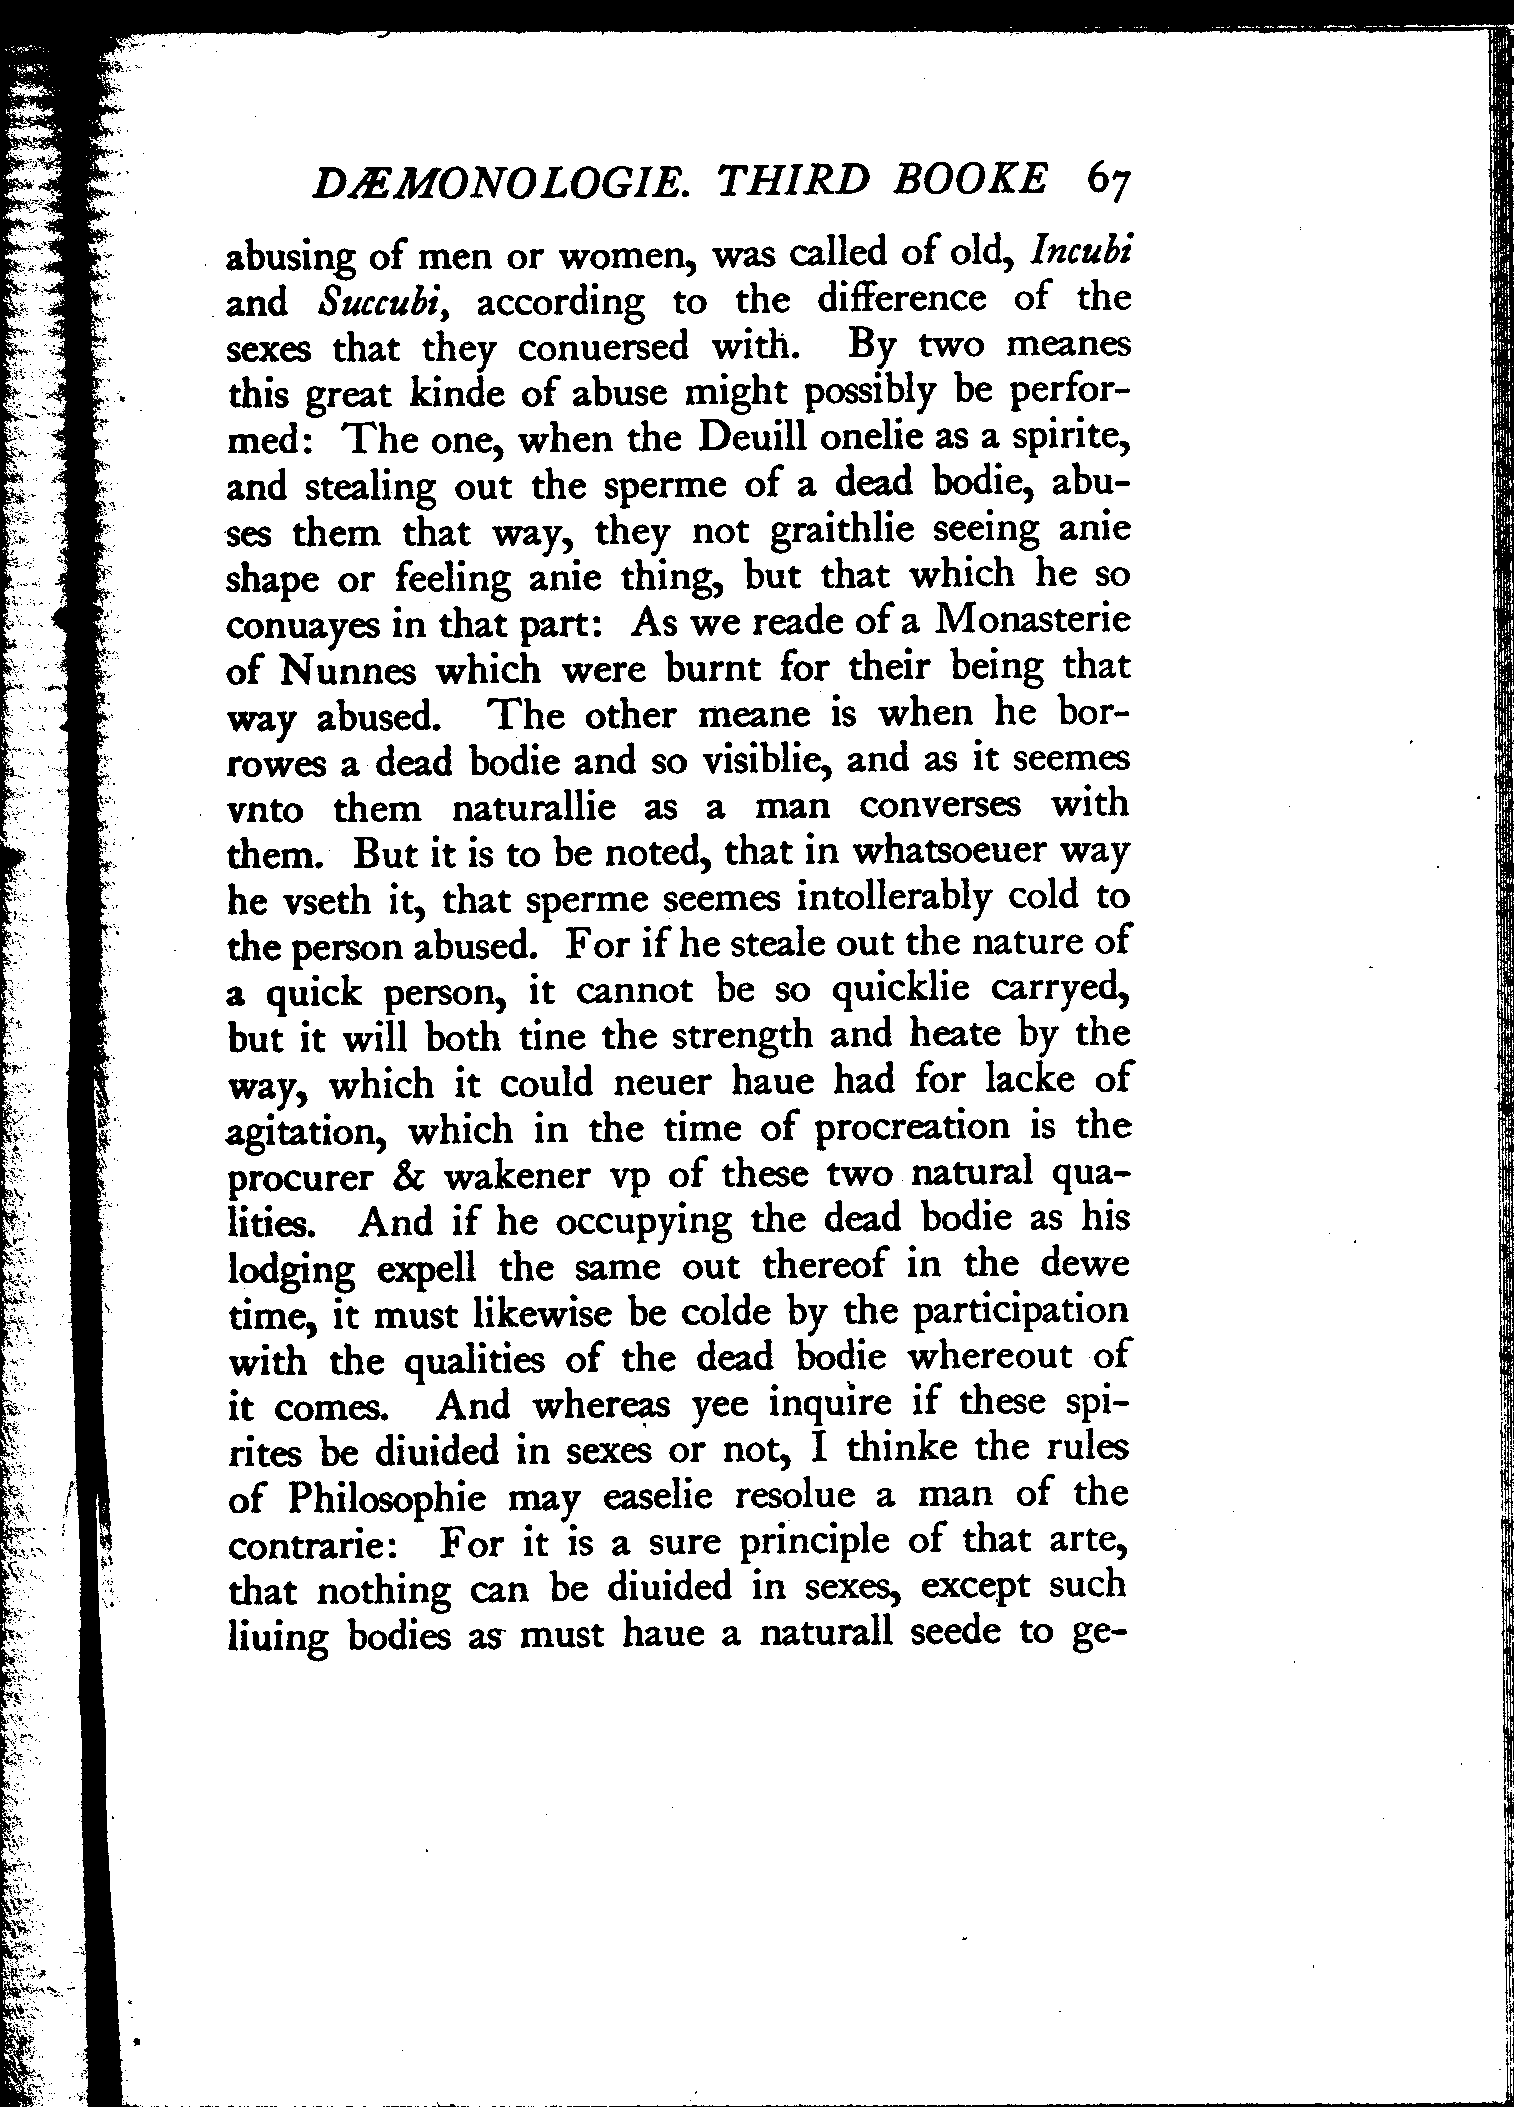 DÆMONOLOGIE. THIRD BOOKE 67
abusing of men or women, was called of old, Incubi
and Succubi, according to the difference of the
sexes that they conuersed with. By two meanes
this great kinde of abuse might possibly be perfor-
med: The one, when the Deuill onelie as a spirite,
and stealing out the sperme of a dead bodie, abu-
ses them that way, they not graithlie seeing anie
shape or feeling anie thing, but that which he so
conuayes in that part: As we reade of a Monasterie
of Nunnes which were burnt for their being that
way abused. The other meane is when he bor-
rowes a dead bodie and so visiblie, and as it seemes
vnto them naturallie as a man converses with
them. But it is to be noted, that in whatsoeuer way
he vseth it, that sperme seemes intollerably cold to
the person abused. For if he steale out the nature of
a quick person, it cannot be so quicklie carryed,
but it will both tine the strength and heate by the
way, which it could neuer haue had for lacke of
agitation, which in the time of procreation is the
procurer & wakener vp of these two natural qua-
lities. And if he occupying the dead bodie as his
lodging expell the same out thereof in the dewe
time, it must likewise be colde by the participation
with the qualities of the dead bodie whereout of
it comes. And whereas yee inquire if these spi-
rites be diuided in sexes or not, I thinke the rules
of Philosophie may easelie resolue a man of the
contrarie: For it is a sure principle of that arte,
that nothing can be diuided in sexes, except such
liuing bodies as must haue a naturall seede to ge-